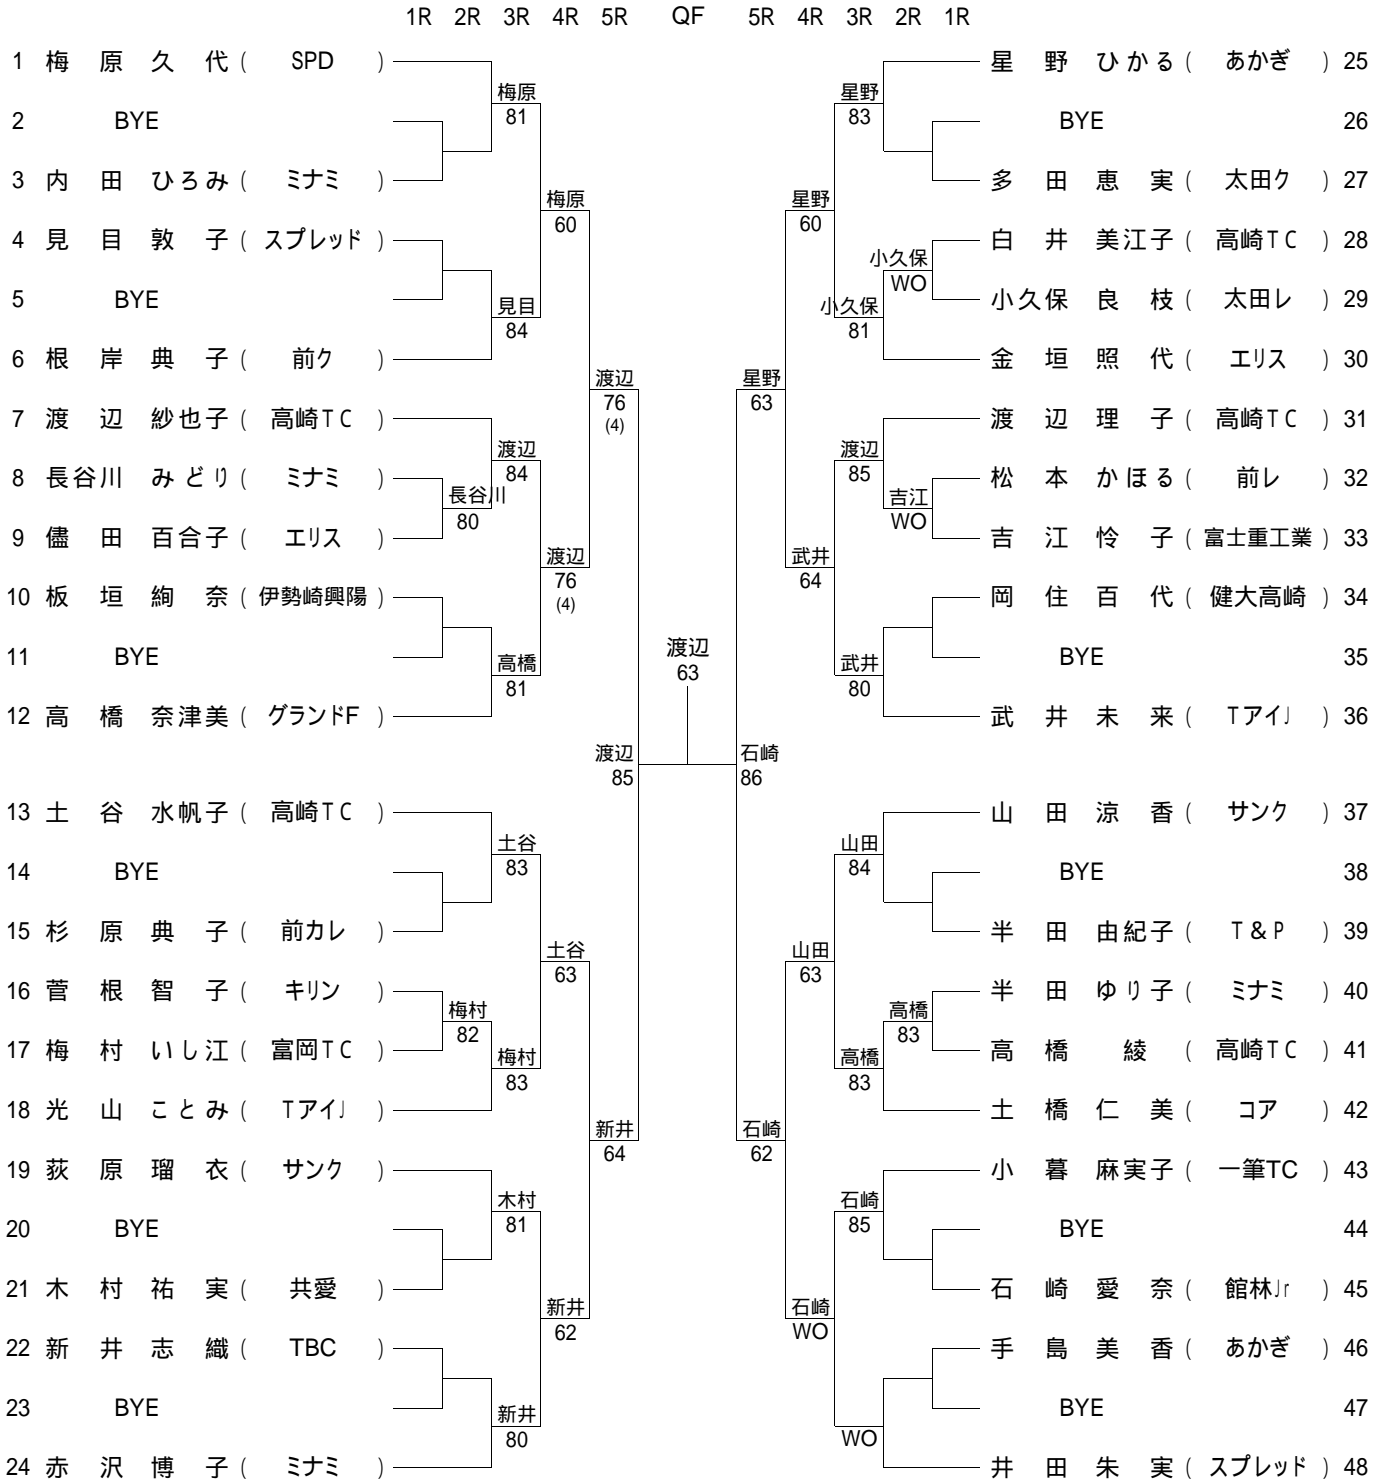 1R 2R 3R 4R 5R QF 5R 4R 3R 2R 1R
1 梅原久代 ( SPD ) 星野ひかる ( あかぎ ) 25
梅原 星野
2 BYE 81 83 BYE 26
3 内田ひろみ ( ミナミ ) 多田恵実 ( 太田ク ) 27
梅原 星野
4 見目敦子 ( スプレッド ) 60 60 白井美江子 ( 高崎TC ) 28
小久保
WO
5 BYE 見目 小久保 小久保良枝 ( 太田レ ) 29
84 81
6 根岸典子 ( 前ク ) 金垣照代 ( エリス ) 30
渡辺 星野
76 63
7 渡辺紗也子 ( 高崎TC ) (4) 渡辺理子 ( 高崎TC ) 31
渡辺 渡辺
8 長谷川みどり ( ミナミ ) 84 85 松本かほる ( 前レ ) 32
長谷川 吉江
80 WO
9 儘田百合子 ( エリス ) 吉江怜子 ( 富士重工業 ) 33
渡辺 武井
76 64
10 板垣絢奈 ( 伊勢崎興陽 ) (4) 岡住百代 ( 健大高崎 ) 34
渡辺
11 BYE 高橋 63 武井 BYE 35
81 80
12 高橋奈津美 ( グランドF ) 武井未来 ( TアイJ ) 36
渡辺 石崎
85 86
13 土谷水帆子 ( 高崎TC ) 山田涼香 ( サンク ) 37
土谷 山田
14 BYE 83 84 BYE 38
15 杉原典子 ( 前カレ ) 半田由紀子 ( T&P ) 39
土谷 山田
63 63
16 菅根智子 ( キリン ) 半田ゆり子 ( ミナミ ) 40
梅村 高橋
82 83
17 梅村いし江 ( 富岡TC ) 梅村 高橋 高橋綾 ( 高崎TC ) 41
83 83
18 光山ことみ ( TアイJ ) 土橋仁美 ( コア ) 42
新井 石崎
64 62
19 荻原瑠衣 ( サンク ) 小暮麻実子 ( 一筆TC ) 43
木村 石崎
20 BYE 81 85 BYE 44
21 木村祐実 ( 共愛 ) 石崎愛奈 ( 館林Jr ) 45
新井 石崎
62 WO
22 新井志織 ( TBC ) 手島美香 ( あかぎ ) 46
23 BYE 新井 BYE 47
80 WO
24 赤沢博子 ( ミナミ ) 井田朱実 ( スプレッド ) 48